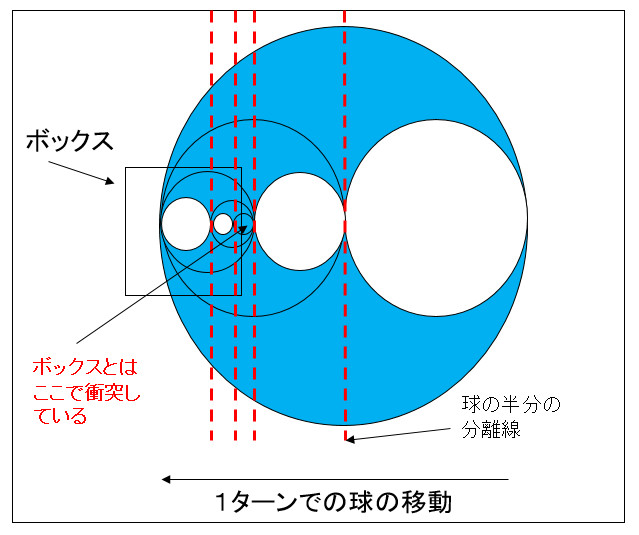 ボックス
ボックスとは
ここで衝突し
ている
球の半分の
分離線
１ターンでの球の移動